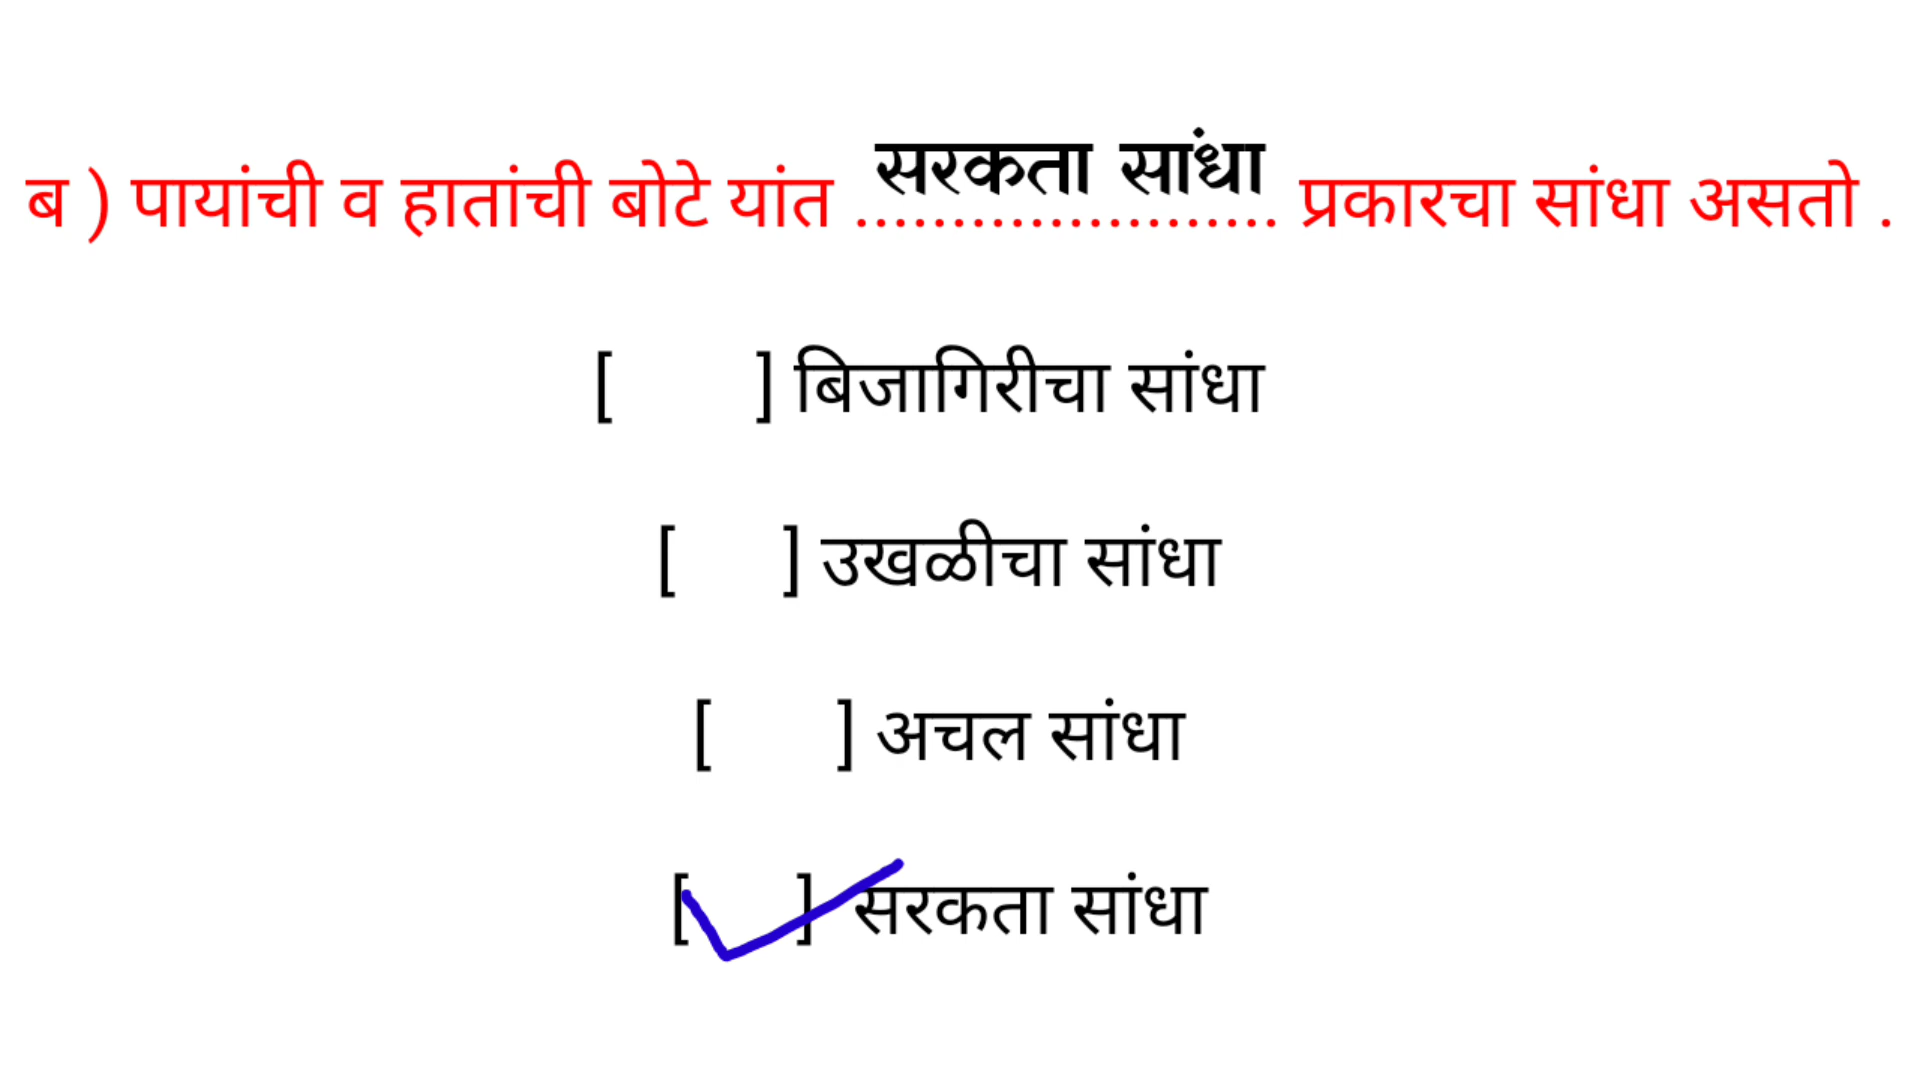 ब ) पायांची व हातांची बोटे यांत ...................... प्रकारचा सांधा असतो .
सरकता सांधा
[ ] बिजागिरीचा सांधा
[ ] उखळीचा सांधा
[ ] अचल सांधा
[✓] सरकता सांधा